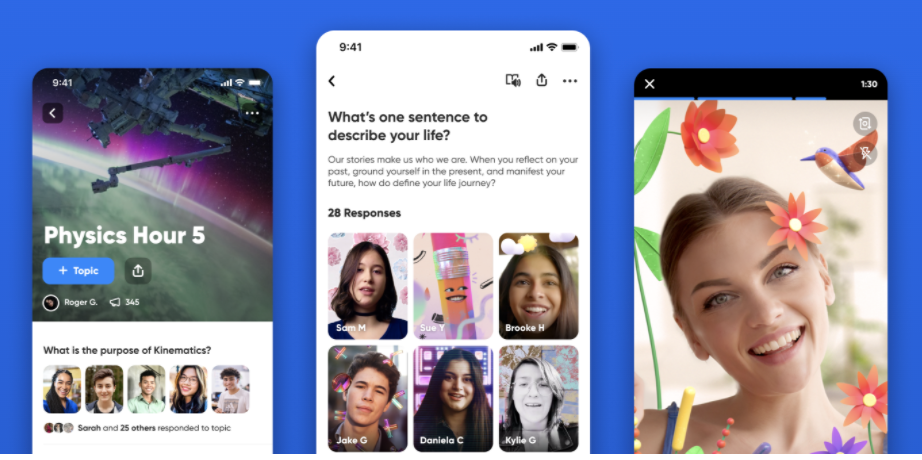 9:41
Physics Hour 5
+ Topic
Roger G.
345
What is the purpose of Kinematics?
Sarah and 25 others responded to topic
9:41
What's one sentence to
describe your life?
Our stories make us who we are. When you reflect on your
past, ground yourself in the present, and manifest your
future, how do define your life journey?
28 Responses
Sam M
Sue Y
Brooke H
Jake G
Daniela C
Kylie G
1:30